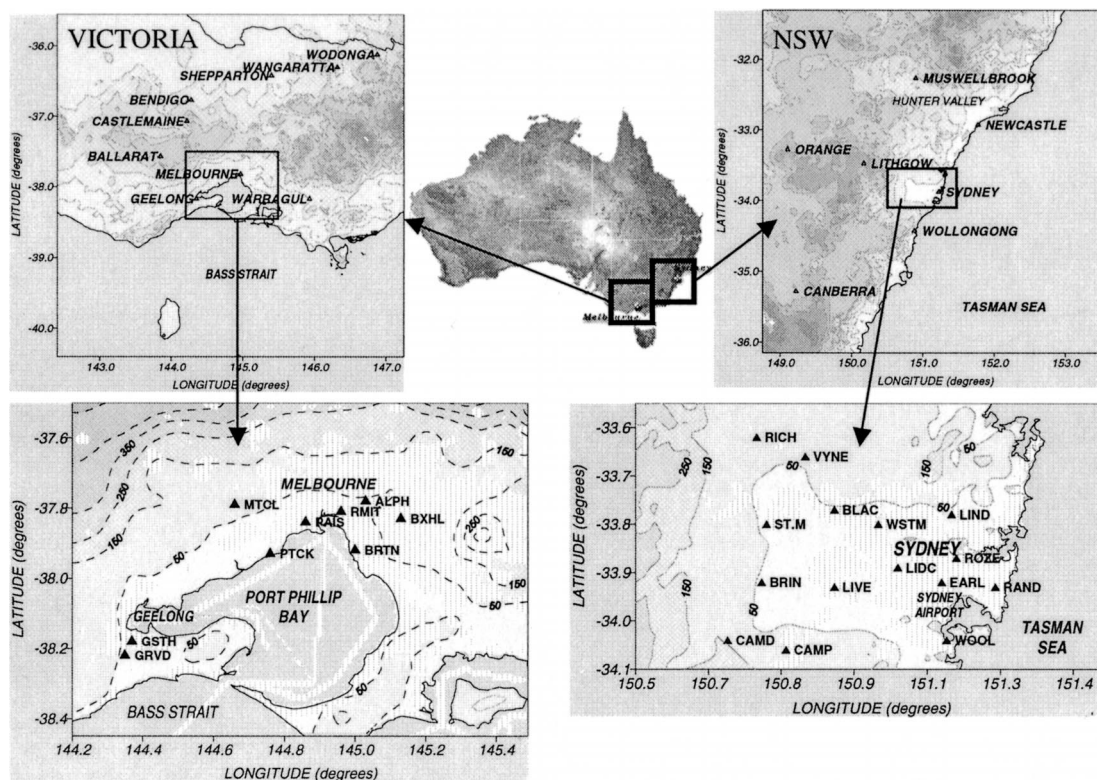 VICTORIA
-36.0
-37.0
-38.0
-39.0
-40.0
LATITUDE (degrees)
WODONGA
WANGARATTA
SHEPPARTON
BENDIGO
CASTLEMAINE
BALLARAT
MELBOURNE
GEELONG
WARRAGUL
BASS STRAIT
143.0 144.0 145.0 146.0 147.0
LONGITUDE (degrees)
Melbourne
NSW
-32.0
-33.0
-34.0
-35.0
-36.0
LATITUDE (degrees)
MUSWELLBROOK
HUNTER VALLEY
NEWCASTLE
ORANGE
LITHGOW
SYDNEY
WOLLONGONG
CANBERRA
TASMAN SEA
149.0 150.0 151.0 152.0 153.0
LONGITUDE (degrees)
-37.6
-37.8
-38.0
-38.2
-38.4
LATITUDE (degrees)
350
250
150
50
150
250
150
50
50
50
MELBOURNE
MTCL
ALPH
RMIT
PAIS
BXHL
PTCK
BRTN
PORT PHILLIP
BAY
GEELONG
GSTH
GRVD
BASS STRAIT
144.2 144.4 144.6 144.8 145.0 145.2 145.4
LONGITUDE (degrees)
-33.6
-33.7
-33.8
-33.9
-34.0
-34.1
LATITUDE (degrees)
250
150
50
150
50
50
150
50
RICH
VYNE
BLAC
ST.M
WSTM
LIND
SYDNEY
ROZE
LIDC
BRIN
LIVE
EARL
RAND
SYDNEY
AIRPORT
CAMD
CAMP
WOOL
TASMAN
SEA
150.5 150.7 150.8 150.9 151.1 151.2 151.3 151.4
LONGITUDE (degrees)